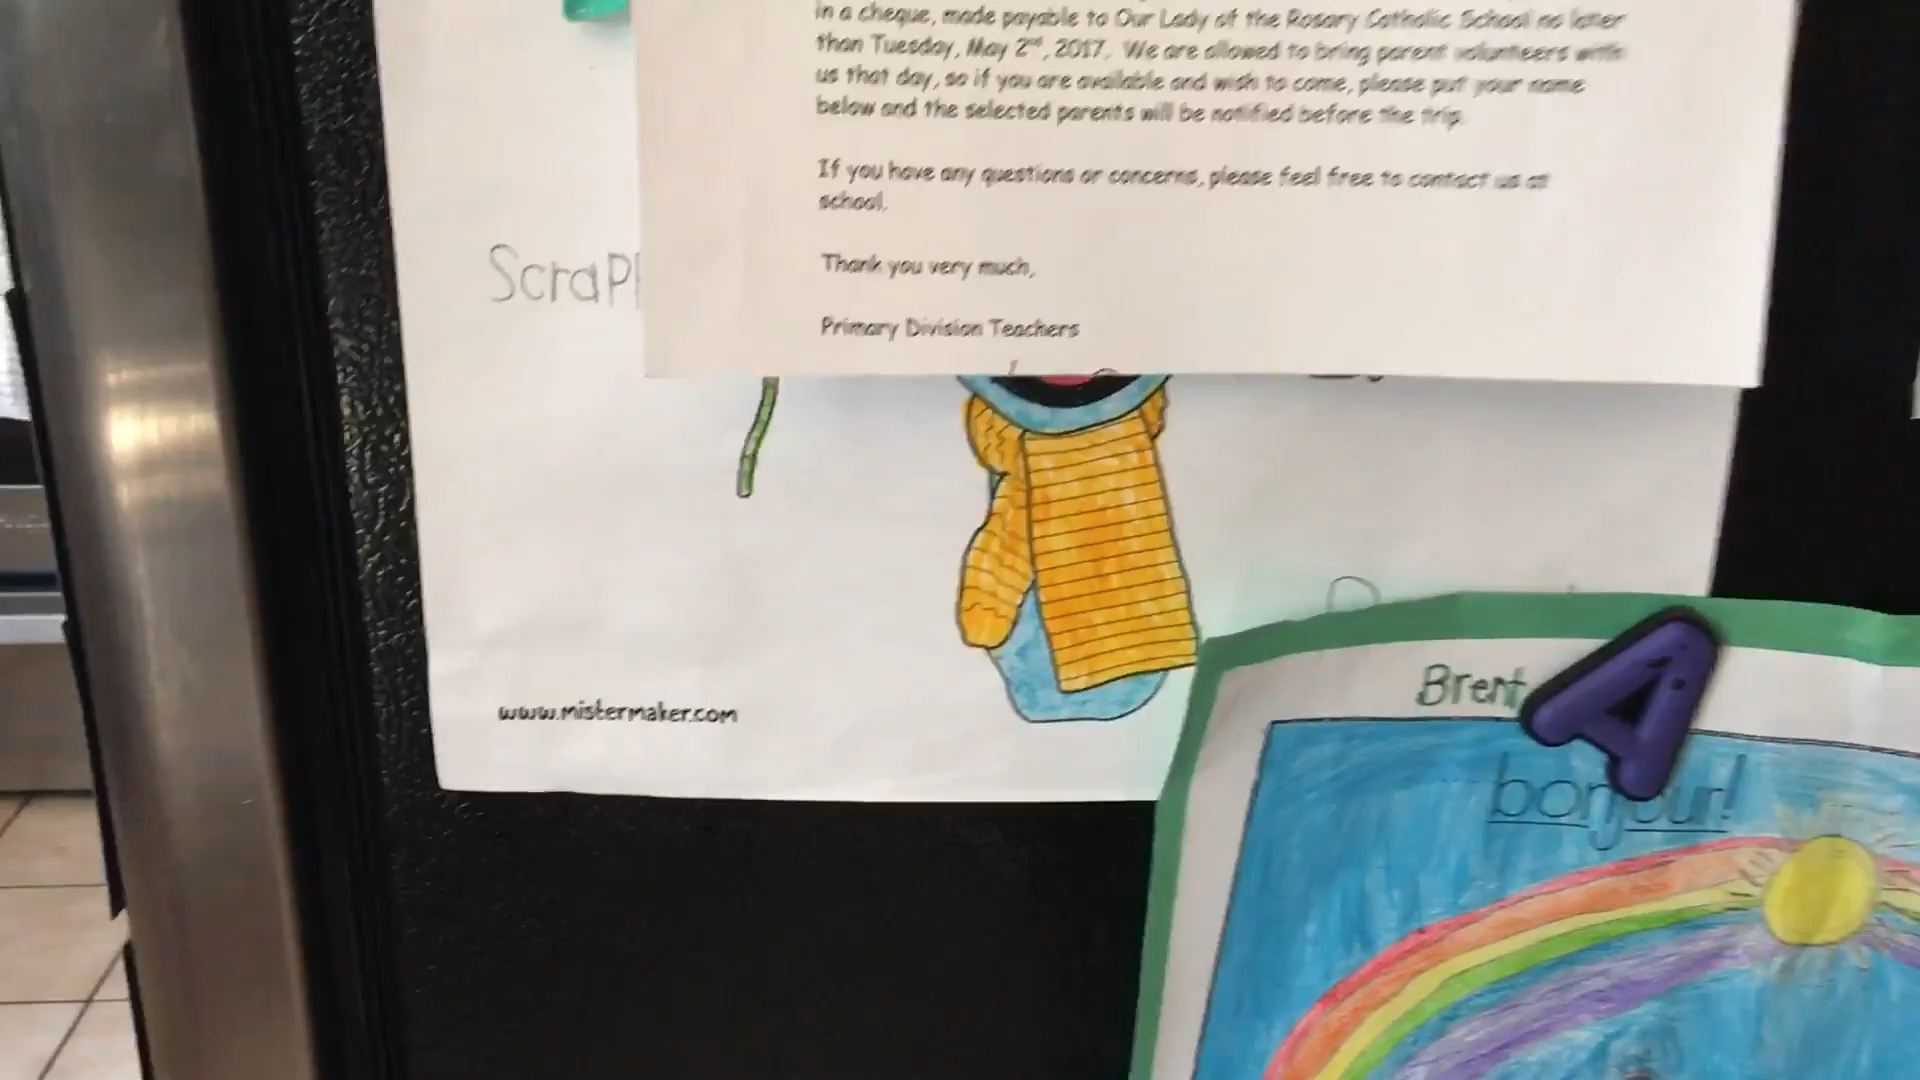 in a cheque, made payable to Our Lady of the Rosary Catholic School no later
than Tuesday, May 2nd, 2017. We are allowed to bring parent volunteers with
us that day, so if you are available and wish to come, please put your name
below and the selected parents will be notified before the trip.
If you have any questions or concerns, please feel free to contact us at
school.
Thank you very much,
Primary Division Teachers
www.mistermaker.com
Brent
A
bonjour!